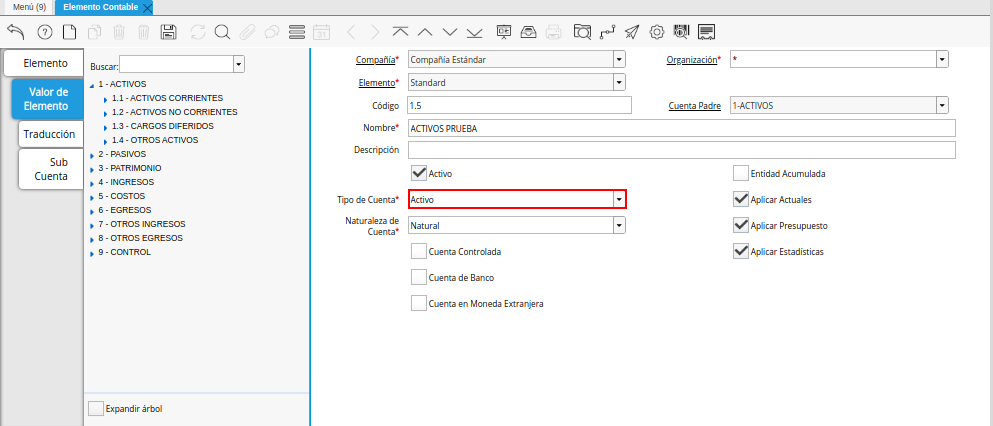 Menú (9) Elemento Contable
Elemento
Valor de
Elemento
Traducción
Sub
Cuenta
Buscar:
1 - ACTIVOS
1.1 - ACTIVOS CORRIENTES
1.2 - ACTIVOS NO CORRIENTES
1.3 - CARGOS DIFERIDOS
1.4 - OTROS ACTIVOS
2 - PASIVOS
3 - PATRIMONIO
4 - INGRESOS
5 - COSTOS
6 - EGRESOS
7 - OTROS INGRESOS
8 - OTROS EGRESOS
9 - CONTROL
Expandir árbol
Compañía* Compañía Estándar Organización* *
Elemento* Standard
Código 1.5 Cuenta Padre 1-ACTIVOS
Nombre* ACTIVOS PRUEBA
Descripción
Activo Entidad Acumulada
Tipo de Cuenta* Activo Aplicar Actuales
Naturaleza de
Cuenta* Natural Aplicar Presupuesto
Cuenta Controlada Aplicar Estadísticas
Cuenta de Banco
Cuenta en Moneda Extranjera